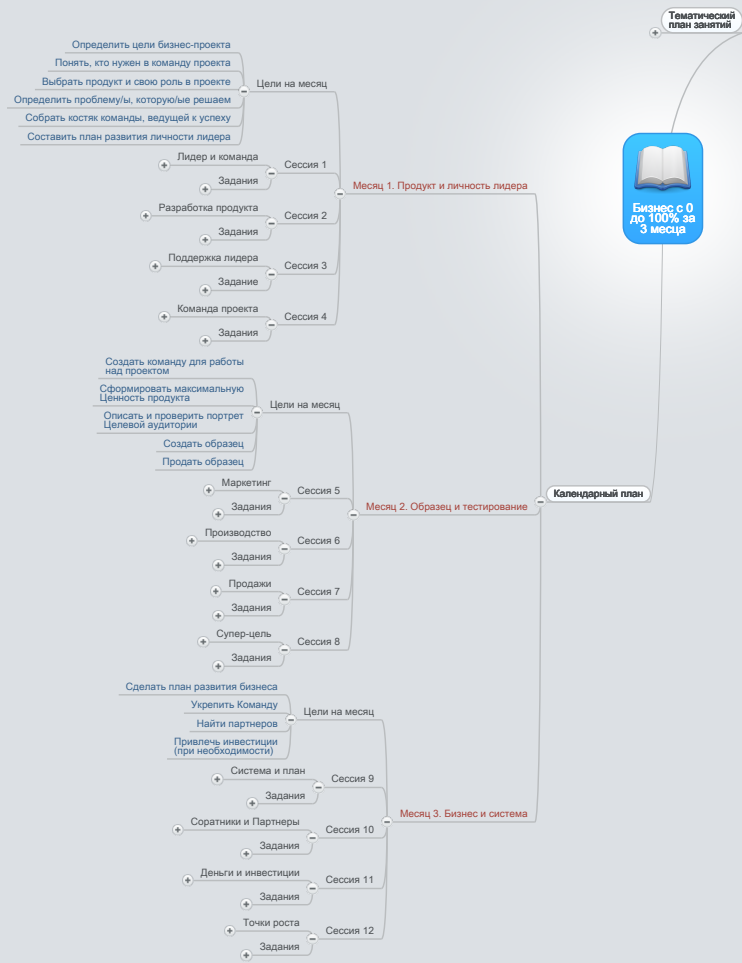 Тематический
план занятий
Бизнес с 0
до 100% за
3 месца
Календарный план
Месяц 1. Продукт и личность лидера
Цели на месяц
Определить цели бизнес-проекта
Понять, кто нужен в команду проекта
Выбрать продукт и свою роль в проекте
Определить проблему/ы, которую/ые решаем
Собрать костяк команды, ведущей к успеху
Составить план развития личности лидера
Сессия 1
Лидер и команда
Задания
Сессия 2
Разработка продукта
Задания
Сессия 3
Поддержка лидера
Задание
Сессия 4
Команда проекта
Задания
Месяц 2. Образец и тестирование
Цели на месяц
Создать команду для работы
над проектом
Сформировать максимальную
Ценность продукта
Описать и проверить портрет
Целевой аудитории
Создать образец
Продать образец
Сессия 5
Маркетинг
Задания
Сессия 6
Производство
Задания
Сессия 7
Продажи
Задания
Сессия 8
Супер-цель
Задания
Месяц 3. Бизнес и система
Цели на месяц
Сделать план развития бизнеса
Укрепить Команду
Найти партнеров
Привлечь инвестиции
(при необходимости)
Сессия 9
Система и план
Задания
Сессия 10
Соратники и Партнеры
Задания
Сессия 11
Деньги и инвестиции
Задания
Сессия 12
Точки роста
Задания